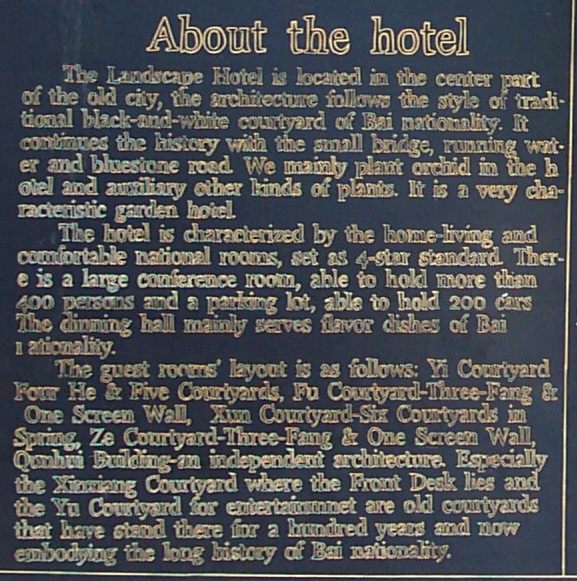 About the hotel
The Landscape Hotel is located in the center part
of the old city, the architecture follows the style of tradi-
tional black-and-white courtyard of Bai nationality. It
continues the history with the small bridge, running wat-
er and bluestone road. We mainly plant orchid in the h
otel and auxiliary other kinds of plants. It is a very cha-
racteristic garden hotel.
The hotel is characterized by the home-living and
comfortable national rooms, set as 4-star standard. Ther-
e is a large conference room, able to hold more than
400 persons and a parking lot, able to hold 200 cars
The dinning hall mainly serves flavor dishes of Bai
nationality.
The guest rooms' layout is as follows: Yi Courtyard
Four He & Five Courtyards, Fu Courtyard-Three-Fang &
One Screen Wall, Xun Courtyard-Six Courtyards in
Spring, Ze Courtyard-Three-Fang & One Screen Wall,
Qonhui Building-an independent architecture. Especially
the Xinxiang Courtyard where the Front Desk lies and
the Yu Courtyard for entertainmnet are old courtyards
that have stand there for a hundred years and now
embodying the long history of Bai nationality.